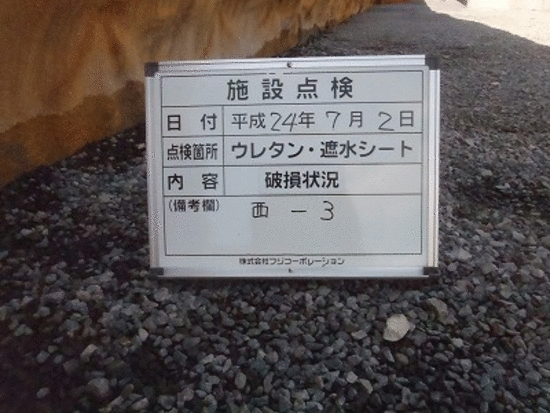 施設点検
日付 平成24年7月2日
点検箇所 ウレタン・遮水シート
内容 破損状況
(備考欄) 西-3
株式会社フジコーポレーション